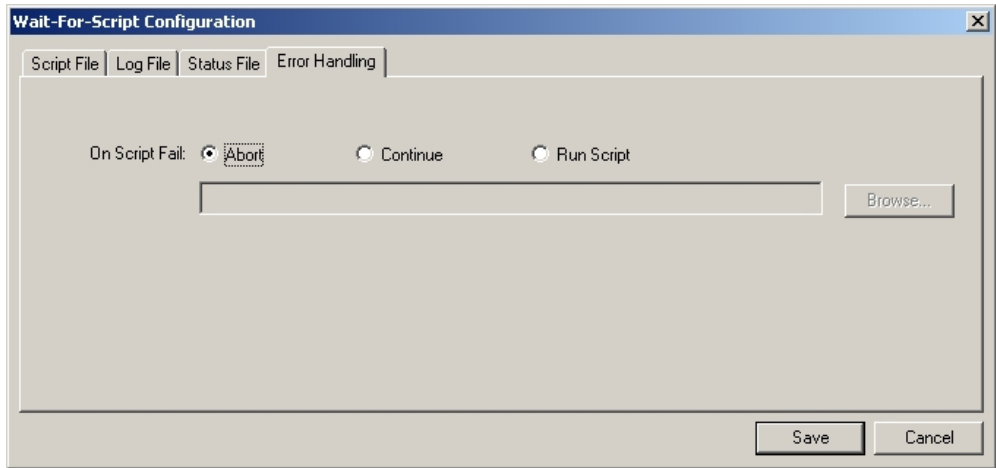 Wait-For-Script Configuration
Script File Log File Status File Error Handling
On Script Fail: Abort Continue Run Script
Browse...
Save Cancel